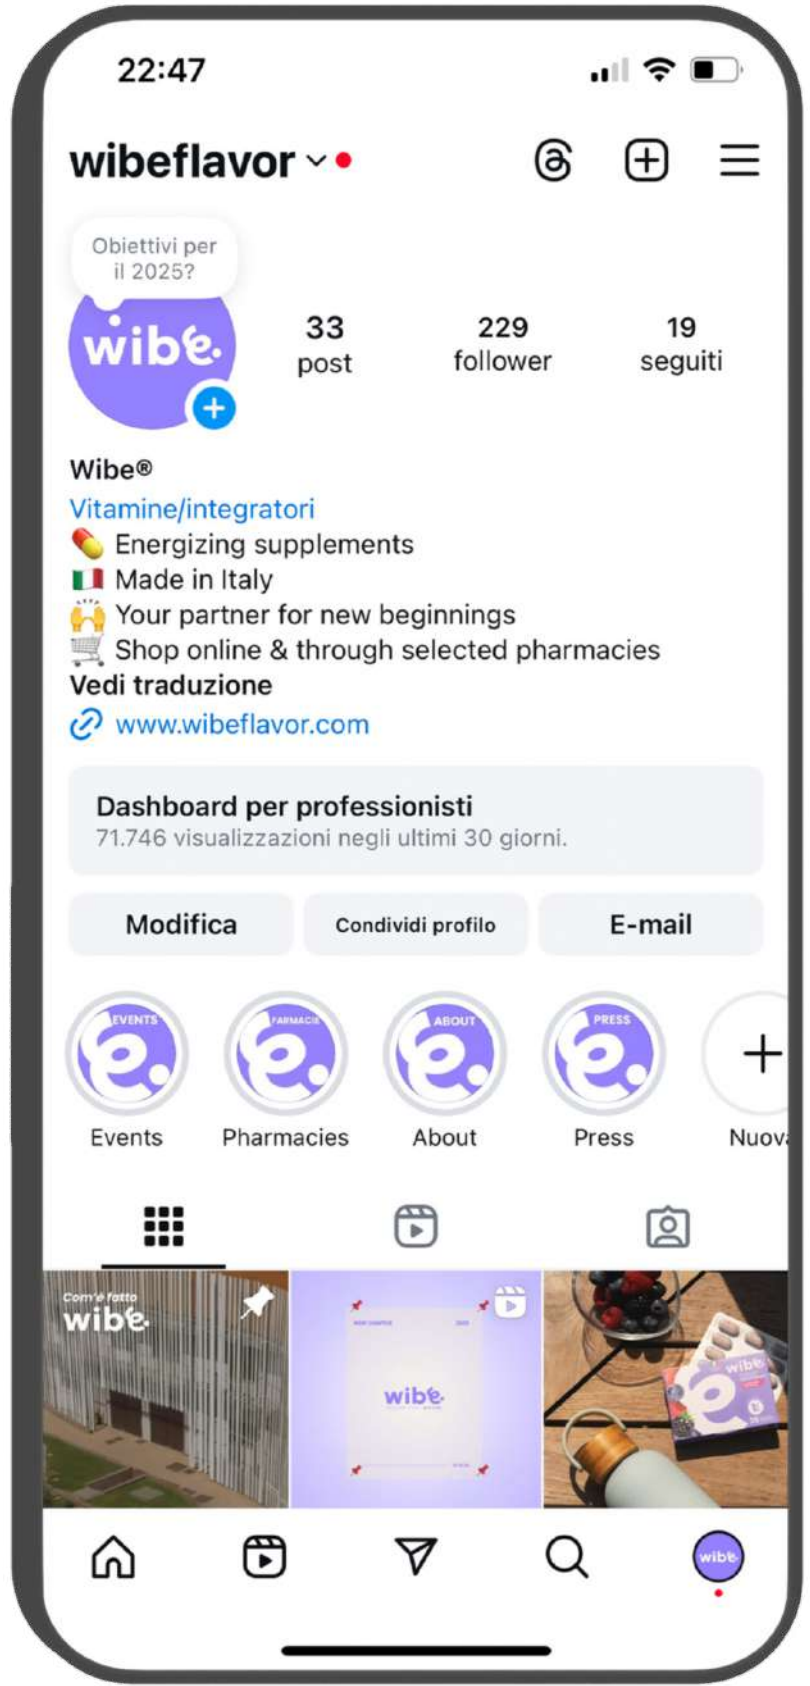 22:47
wibeflavor
Obiettivi per
il 2025?
wibe.
33
post
229
follower
19
seguiti
Wibe®
Vitamine/integratori
💊 Energizing supplements
🇮🇹 Made in Italy
🙌 Your partner for new beginnings
🛒 Shop online & through selected pharmacies
Vedi traduzione
www.wibeflavor.com
Dashboard per professionisti
71.746 visualizzazioni negli ultimi 30 giorni.
Modifica
Condividi profilo
E-mail
EVENTS
FARMACIE
ABOUT
PRESS
Events
Pharmacies
About
Press
Nuov
Com'è fatto
wibe.
wibe.
wibe
wibe